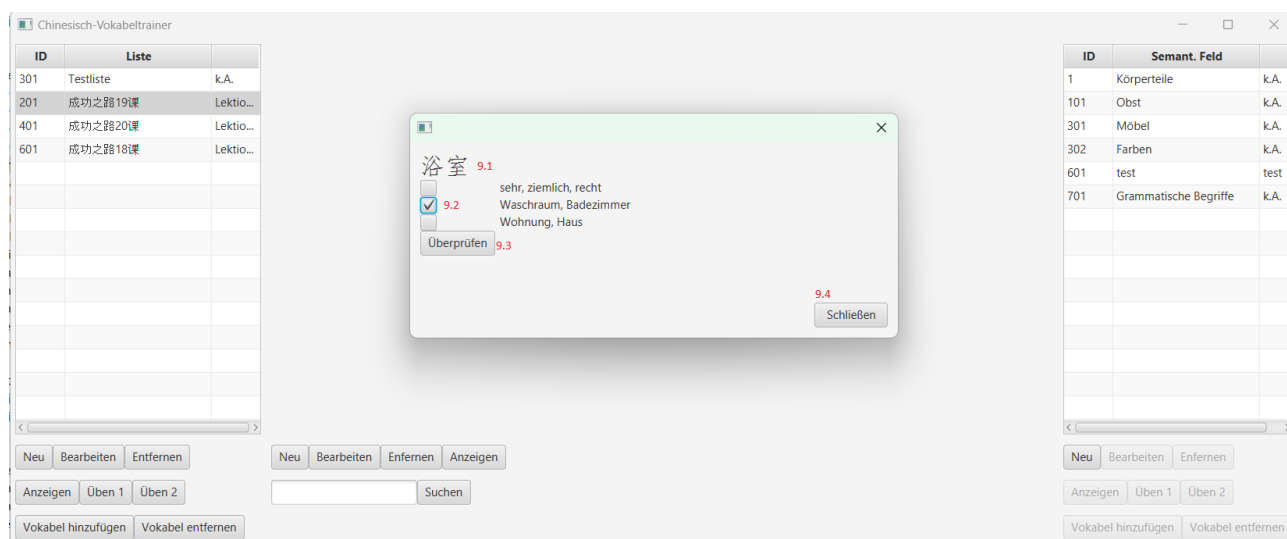 Chinesisch-Vokabeltrainer
ID Liste
301 Testliste k.A.
201 成功之路19课 Lektio...
401 成功之路20课 Lektio...
601 成功之路18课 Lektio...
浴室 9.1
sehr, ziemlich, recht
9.2 Waschraum, Badezimmer
Wohnung, Haus
Überprüfen 9.3
9.4
Schließen
ID Semant. Feld
1 Körperteile k.A.
101 Obst k.A.
301 Möbel k.A.
302 Farben k.A.
601 test test
701 Grammatische Begriffe k.A.
Neu Bearbeiten Entfernen Neu Bearbeiten Enfernen Anzeigen Neu Bearbeiten Enfernen
Anzeigen Üben 1 Üben 2 Suchen Anzeigen Üben 1 Üben 2
Vokabel hinzufügen Vokabel entfernen Vokabel hinzufügen Vokabel entfernen